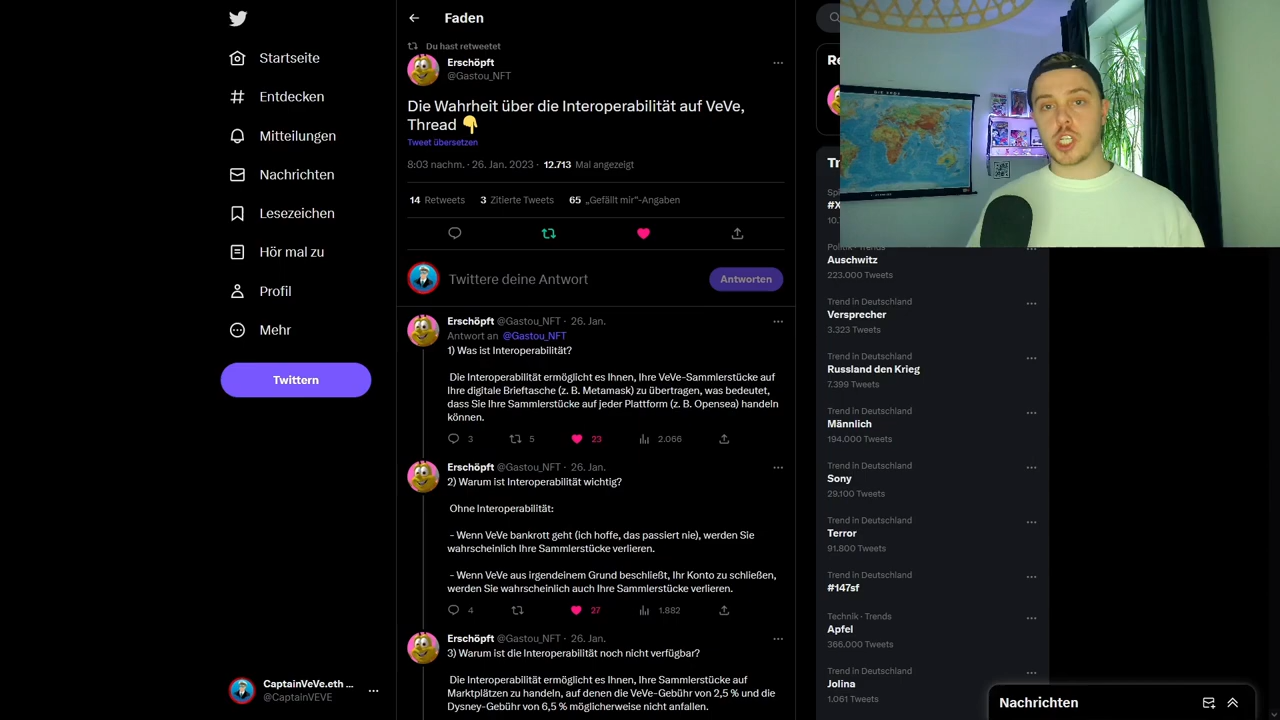 Faden
Startseite
Entdecken
Mitteilungen
Nachrichten
Lesezeichen
Hör mal zu
Profil
Mehr
Twittern
CaptainVeVe.eth ...
@CaptainVEVE
Du hast retweetet
Erschöpft
@Gastou_NFT
Die Wahrheit über die Interoperabilität auf VeVe,
Thread 👇
Tweet übersetzen
8:03 nachm. · 26. Jan. 2023 · 12.713 Mal angezeigt
14 Retweets 3 Zitierte Tweets 65 „Gefällt mir“-Angaben
Twittere deine Antwort
Antworten
Erschöpft @Gastou_NFT · 26. Jan.
Antwort an @Gastou_NFT
1) Was ist Interoperabilität?
Die Interoperabilität ermöglicht es Ihnen, Ihre VeVe-Sammlerstücke auf
Ihre digitale Brieftasche (z. B. Metamask) zu übertragen, was bedeutet,
dass Sie Ihre Sammlerstücke auf jeder Plattform (z. B. Opensea) handeln
können.
3 5 23 2.066
Erschöpft @Gastou_NFT · 26. Jan.
2) Warum ist Interoperabilität wichtig?
Ohne Interoperabilität:
- Wenn VeVe bankrott geht (ich hoffe, das passiert nie), werden Sie
wahrscheinlich Ihre Sammlerstücke verlieren.
- Wenn VeVe aus irgendeinem Grund beschließt, Ihr Konto zu schließen,
werden Sie wahrscheinlich auch Ihre Sammlerstücke verlieren.
4 27 1.882
Erschöpft @Gastou_NFT · 26. Jan.
3) Warum ist die Interoperabilität noch nicht verfügbar?
Die Interoperabilität ermöglicht es Ihnen, Ihre Sammlerstücke auf
Marktplätzen zu handeln, auf denen die VeVe-Gebühr von 2,5 % und die
Dysney-Gebühr von 6,5 % möglicherweise nicht anfallen.
Re
Tr
Sp
#X
10.
Politik · Trends
Auschwitz
223.000 Tweets
Trend in Deutschland
Versprecher
3.323 Tweets
Trend in Deutschland
Russland den Krieg
7.399 Tweets
Trend in Deutschland
Männlich
194.000 Tweets
Trend in Deutschland
Sony
29.100 Tweets
Trend in Deutschland
Terror
91.800 Tweets
Trend in Deutschland
#147sf
Technik · Trends
Apfel
366.000 Tweets
Trend in Deutschland
Jolina
1.061 Tweets
Nachrichten